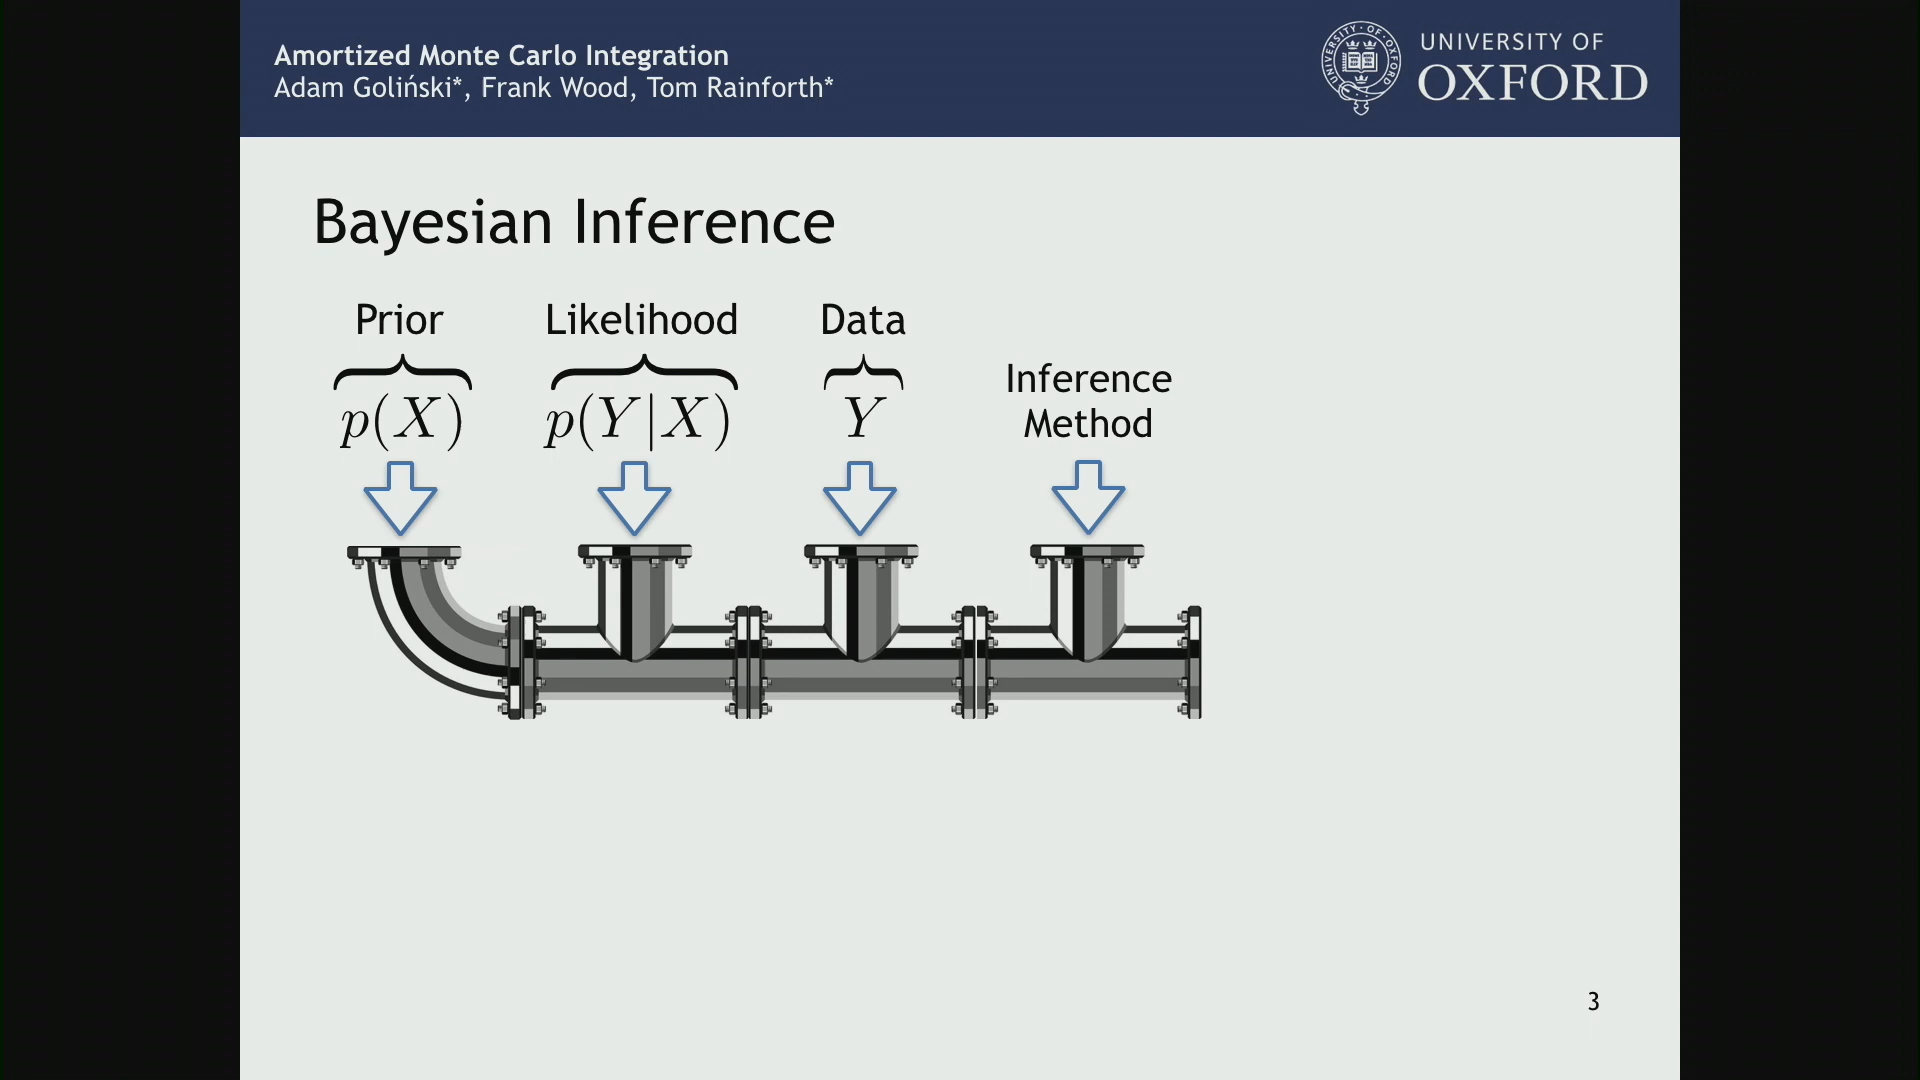 Amortized Monte Carlo Integration
Adam Goliński*, Frank Wood, Tom Rainforth*
UNIVERSITY OF
OXFORD
Bayesian Inference
Prior
Likelihood
Data
Inference
Method
p(X)
p(Y|X)
Y
3